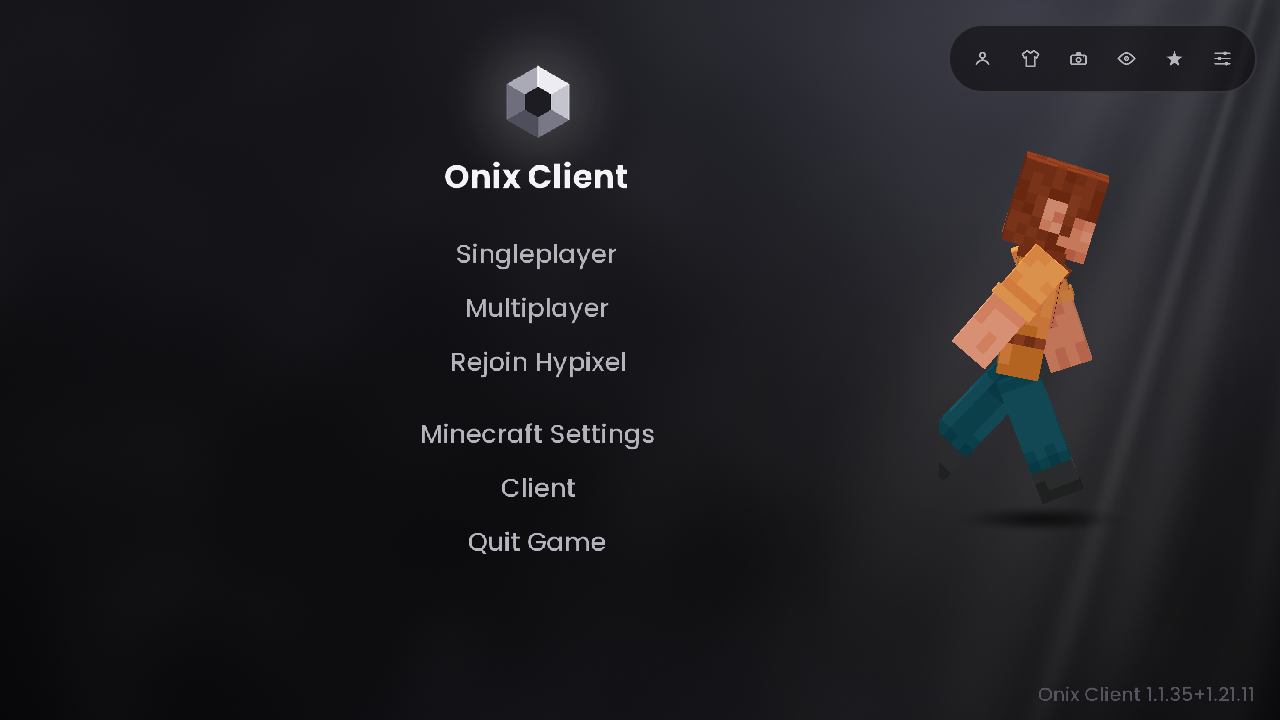 Onix Client
Singleplayer
Multiplayer
Rejoin Hypixel
Minecraft Settings
Client
Quit Game
Onix Client 1.1.35+1.21.11